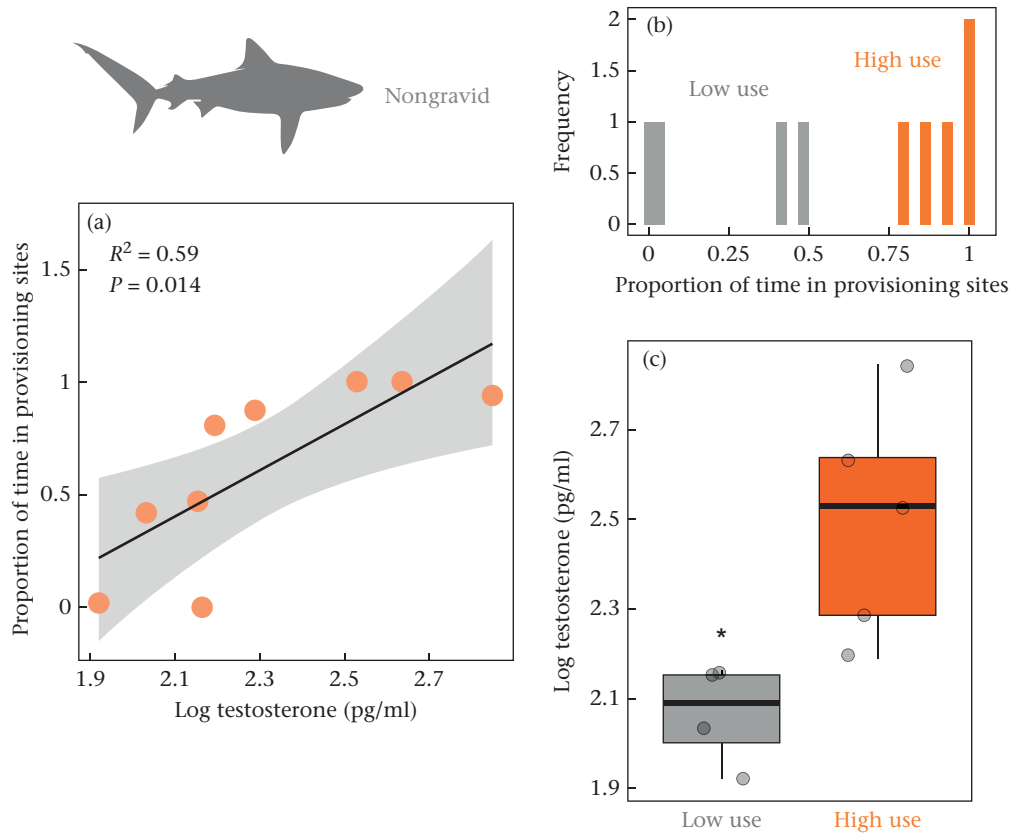 Nongravid
(a)
R² = 0.59
P = 0.014
1.5
1
0.5
0
Proportion of time in provisioning sites
1.9 2.1 2.3 2.5 2.7
Log testosterone (pg/ml)
(b)
High use
Low use
2
1.5
1
0.5
0
Frequency
0 0.25 0.5 0.75 1
Proportion of time in provisioning sites
(c)
2.7
2.5
2.3
2.1
1.9
Log testosterone (pg/ml)
*
Low use High use